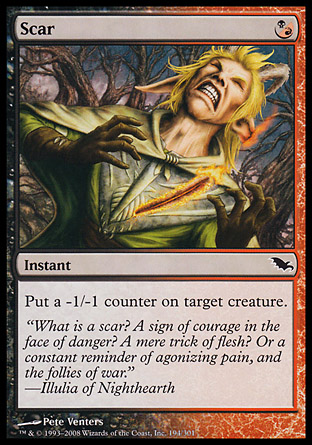 Scar
Instant
Put a -1/-1 counter on target creature.
“What is a scar? A sign of courage in the
face of danger? A mere trick of flesh? Or a
constant reminder of agonizing pain, and
the follies of war.”
—Illulia of Nighthearth
Pete Venters
™ & © 1993–2008 Wizards of the Coast, Inc. 194/301